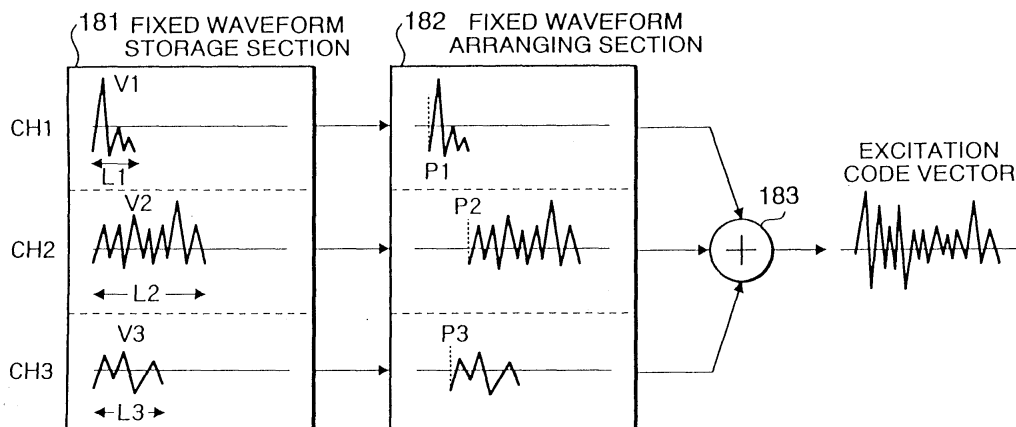 181 FIXED WAVEFORM
STORAGE SECTION
182 FIXED WAVEFORM
ARRANGING SECTION
CH1
V1
L1
P1
CH2
V2
L2
P2
CH3
V3
L3
P3
183
EXCITATION
CODE VECTOR